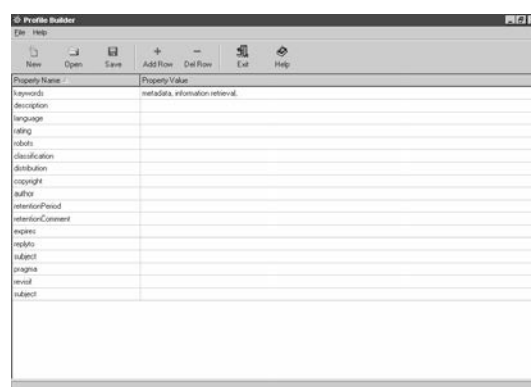 Profile Builder
File Help
New Open Save Add Row Del Row Exit Help
Property Name Property Value
keywords metadata, information retrieval,
description
language
rating
robots
classification
distribution
copyright
author
retentionPeriod
retentionComment
expires
replyto
subject
pragma
revisit
subject